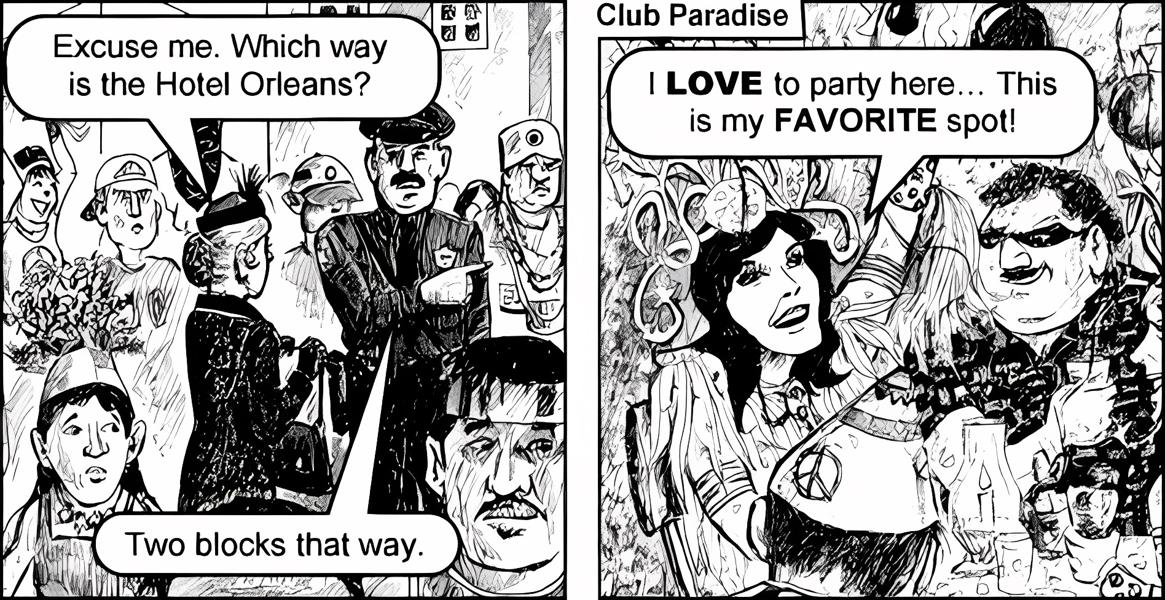 Excuse me. Which way
is the Hotel Orleans?
Two blocks that way.
Club Paradise
I LOVE to party here... This
is my FAVORITE spot!